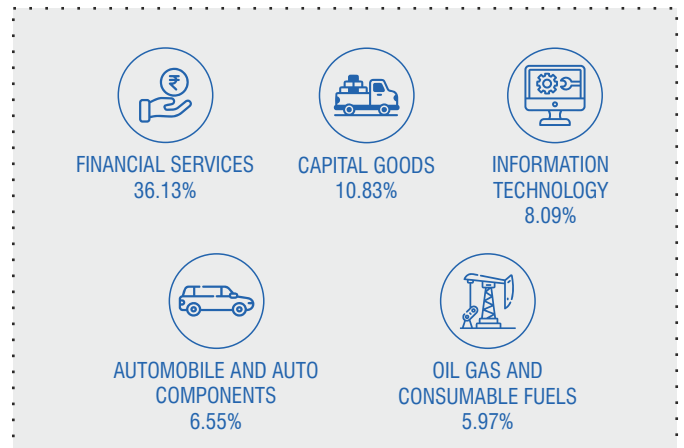 ₹
FINANCIAL SERVICES
36.13%
CAPITAL GOODS
10.83%
INFORMATION
TECHNOLOGY
8.09%
AUTOMOBILE AND AUTO
COMPONENTS
6.55%
OIL GAS AND
CONSUMABLE FUELS
5.97%